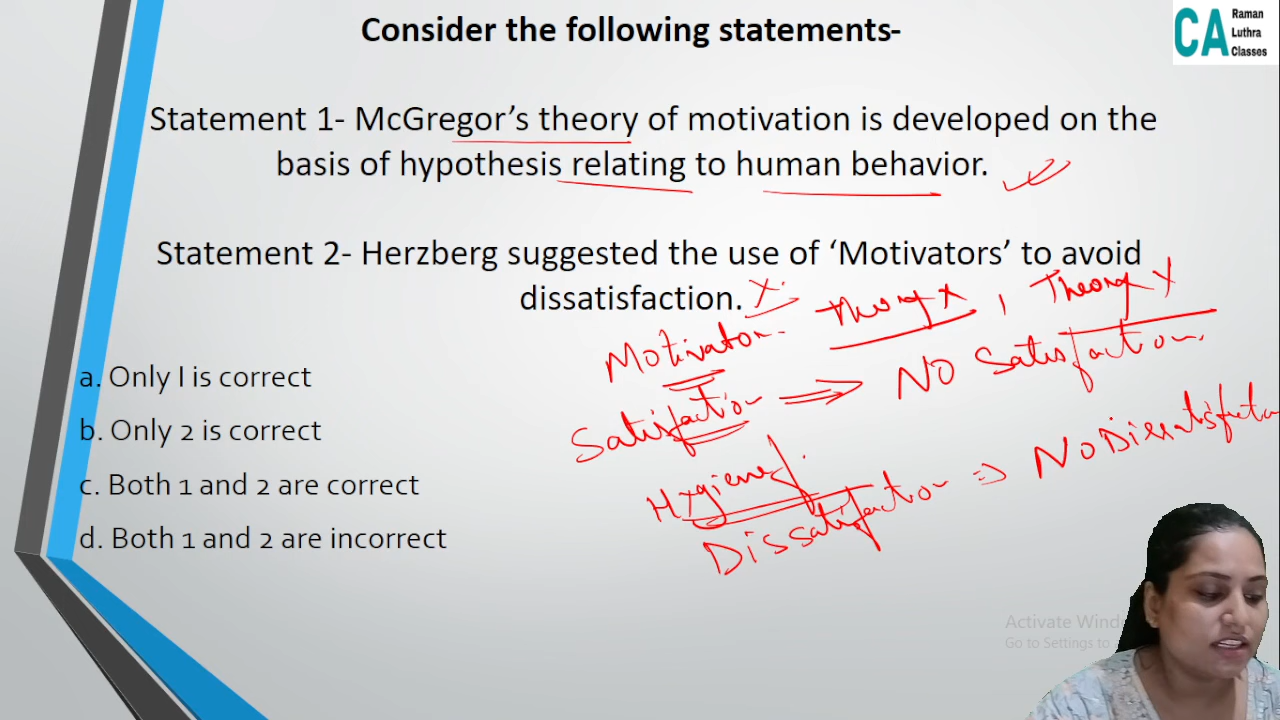 Consider the following statements-
CA Raman
Luthra
Classes
Statement 1- McGregor’s theory of motivation is developed on the
basis of hypothesis relating to human behavior.
Statement 2- Herzberg suggested the use of ‘Motivators’ to avoid
dissatisfaction.
Theory X , Theory Y
Motivator
Satisfaction ⇒ NO Satisfaction.
Hygiene
Dissatisfaction ⇒ NO
a. Only I is correct
b. Only 2 is correct
c. Both 1 and 2 are correct
d. Both 1 and 2 are incorrect
Activate Wind
Go to Settings to